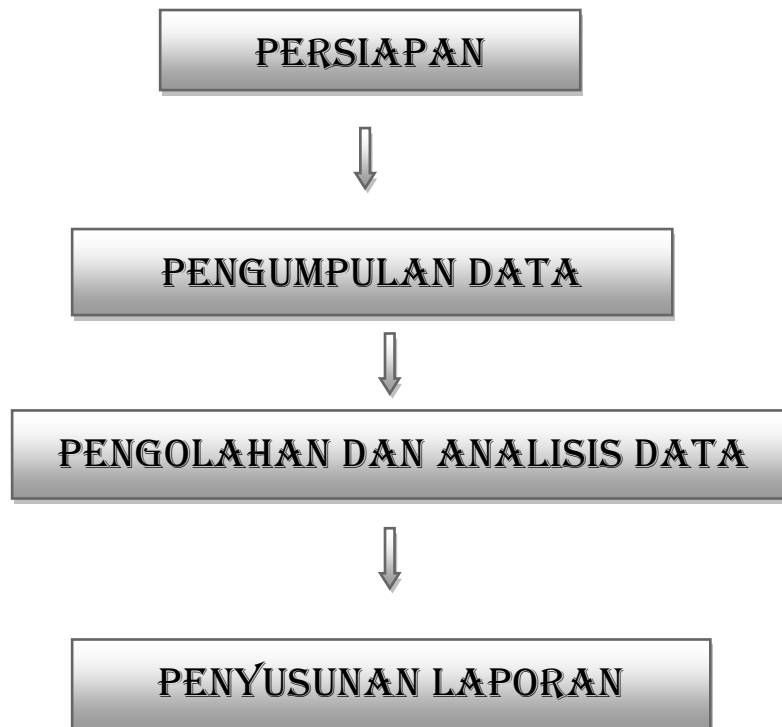 PERSIAPAN
PENGUMPULAN DATA
PENGOLAHAN DAN ANALISIS DATA
PENYUSUNAN LAPORAN